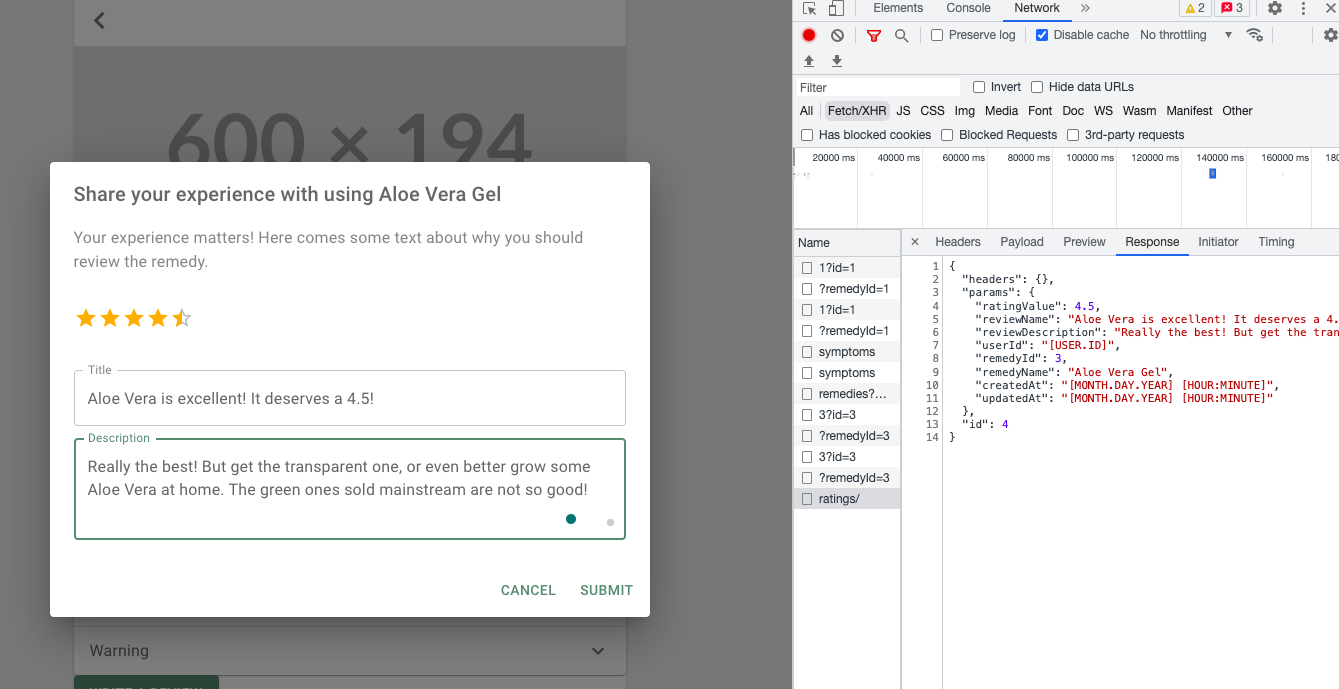 600 × 194
Share your experience with using Aloe Vera Gel
Your experience matters! Here comes some text about why you should
review the remedy.
Title
Aloe Vera is excellent! It deserves a 4.5!
Description
Really the best! But get the transparent one, or even better grow some
Aloe Vera at home. The green ones sold mainstream are not so good!
CANCEL SUBMIT
Warning
WRITE A REVIEW
Elements Console Network 2 3
Preserve log Disable cache No throttling
Filter Invert Hide data URLs
All Fetch/XHR JS CSS Img Media Font Doc WS Wasm Manifest Other
Has blocked cookies Blocked Requests 3rd-party requests
20000 ms 40000 ms 60000 ms 80000 ms 100000 ms 120000 ms 140000 ms 160000 ms 180
Name
1?id=1
?remedyId=1
1?id=1
?remedyId=1
symptoms
symptoms
remedies?...
3?id=3
?remedyId=3
3?id=3
?remedyId=3
ratings/
Headers Payload Preview Response Initiator Timing
1 {
2 "headers": {},
3 "params": {
4 "ratingValue": 4.5,
5 "reviewName": "Aloe Vera is excellent! It deserves a 4.
6 "reviewDescription": "Really the best! But get the tran
7 "userId": "[USER.ID]",
8 "remedyId": 3,
9 "remedyName": "Aloe Vera Gel",
10 "createdAt": "[MONTH.DAY.YEAR] [HOUR:MINUTE]",
11 "updatedAt": "[MONTH.DAY.YEAR] [HOUR:MINUTE]"
12 },
13 "id": 4
14 }